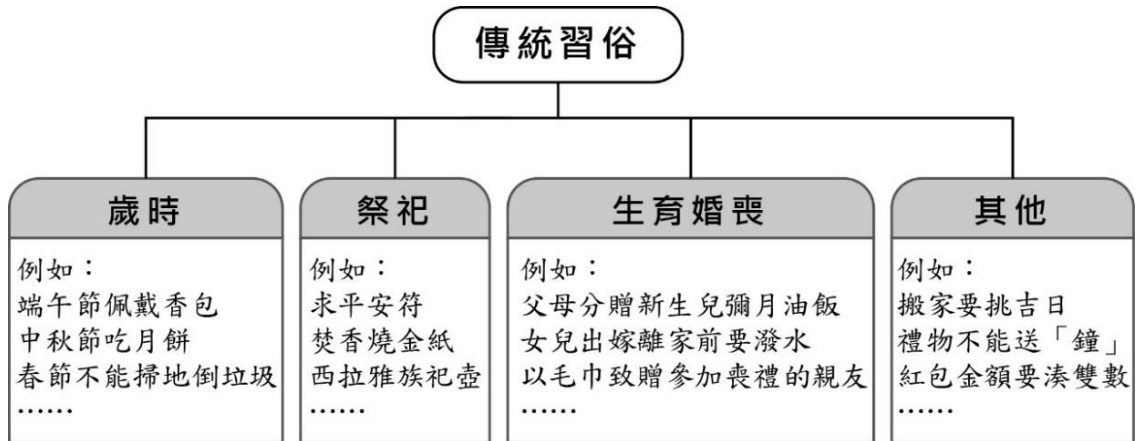 傳統習俗
歲時
例如：
端午節佩戴香包
中秋節吃月餅
春節不能掃地倒垃圾
……
祭祀
例如：
求平安符
焚香燒金紙
西拉雅族祀壺
……
生育婚喪
例如：
父母分贈新生兒彌月油飯
女兒出嫁離家前要潑水
以毛巾致贈參加喪禮的親友
……
其他
例如：
搬家要挑吉日
禮物不能送「鐘」
紅包金額要湊雙數
……